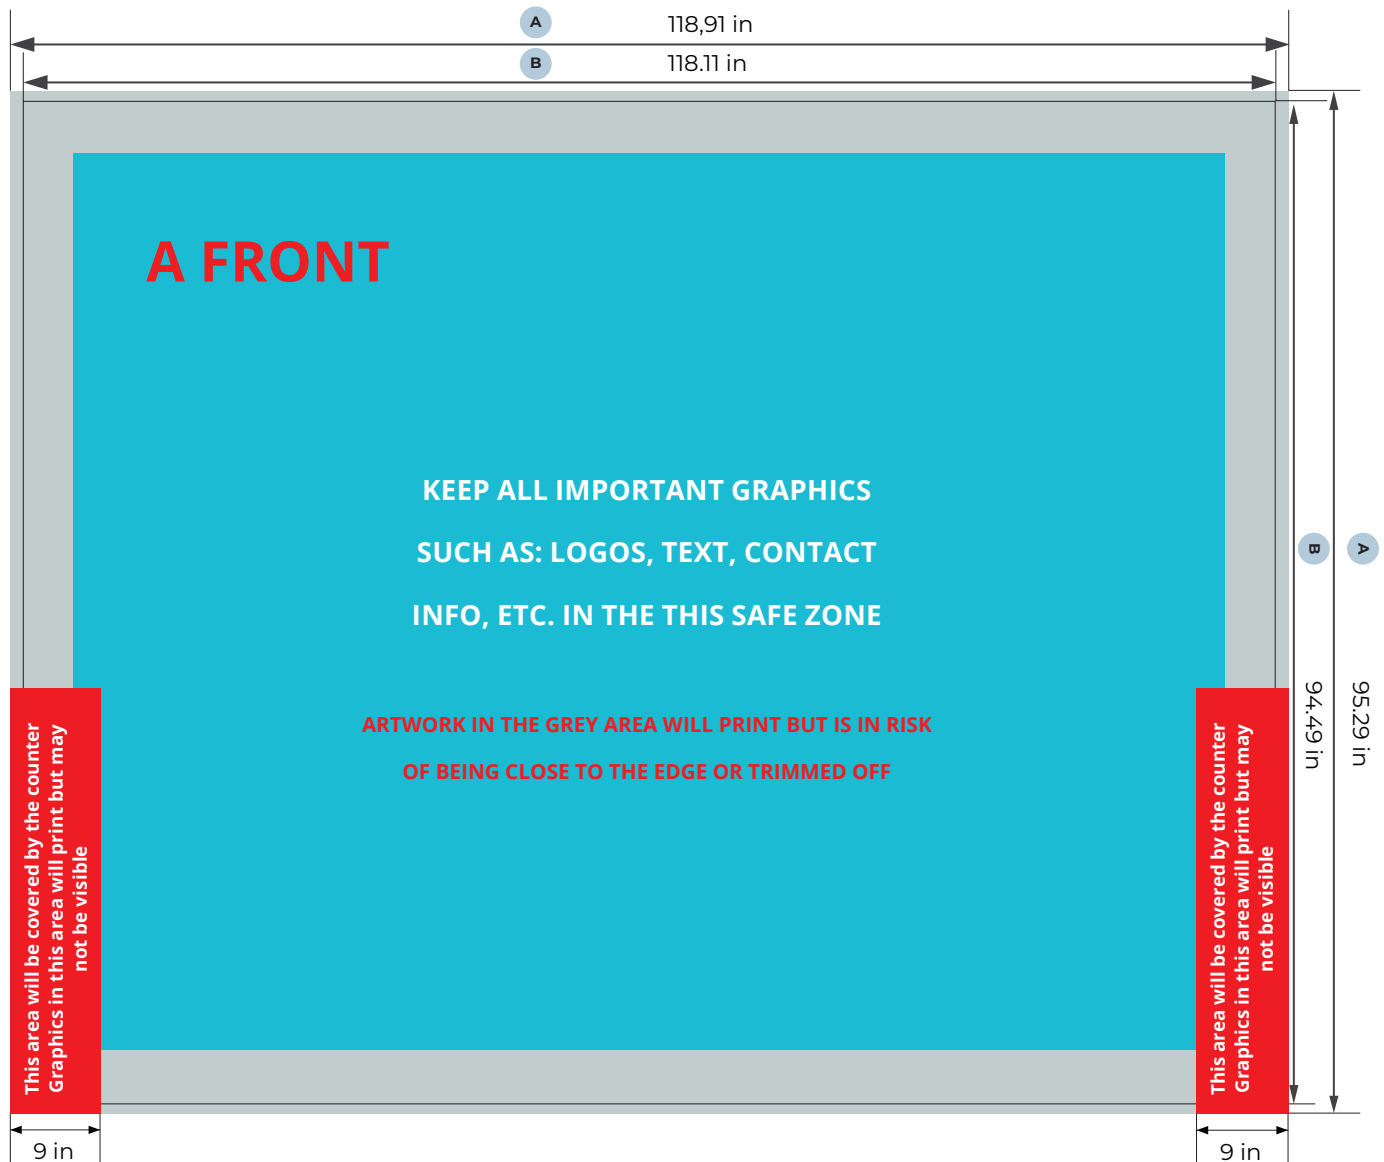 A
118,91 in
B
118.11 in
A FRONT
KEEP ALL IMPORTANT GRAPHICS
SUCH AS: LOGOS, TEXT, CONTACT
INFO, ETC. IN THE THIS SAFE ZONE
B
A
94.49 in
95.29 in
ARTWORK IN THE GREY AREA WILL PRINT BUT IS IN RISK
OF BEING CLOSE TO THE EDGE OR TRIMMED OFF
This area will be covered by the counter
Graphics in this area will print but may
not be visible
This area will be covered by the counter
Graphics in this area will print but may
not be visible
9 in
9 in